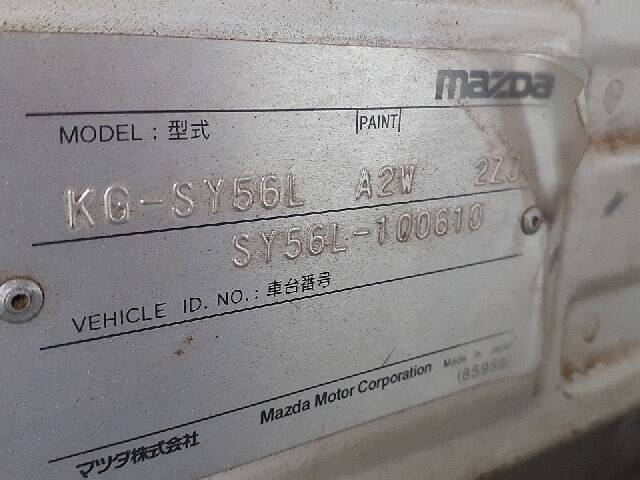 mazda
MODEL : 型式 PAINT
KG-SY56L A2W 2ZJ
SY56L-100610
VEHICLE ID. NO. : 車台番号
マツダ株式会社 Mazda Motor Corporation Made in Japan
(8595B)